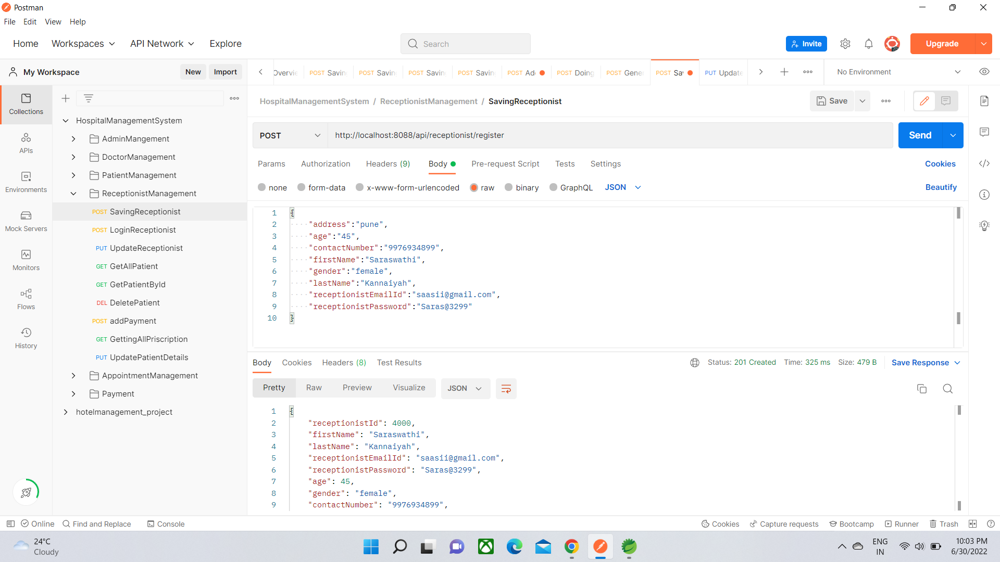 Postman
File Edit View Help
Home Workspaces API Network Explore Search Invite Upgrade
My Workspace New Import
Overvie POST Savin POST Savin POST Savin POST Savin POST Ad POST Doing POST Gene POST Sa PUT Update No Environment
HospitalManagementSystem / ReceptionistManagement / SavingReceptionist Save
POST http://localhost:8088/api/receptionist/register Send
Params Authorization Headers (9) Body Pre-request Script Tests Settings Cookies
none form-data x-www-form-urlencoded raw binary GraphQL JSON Beautify
Collections
APIs
Environments
Mock Servers
Monitors
Flows
History
HospitalManagementSystem
AdminMangement
DoctorManagement
PatientManagement
ReceptionistManagement
POST SavingReceptionist
POST LoginReceptionist
PUT UpdateReceptionist
GET GetAllPatient
GET GetPatientById
DEL DeletePatient
POST addPayment
GET GettingAllPriscription
PUT UpdatePatientDetails
AppointmentManagement
Payment
hotelmanagement_project
1 {
2 "address":"pune",
3 "age":"45",
4 "contactNumber":"9976934899",
5 "firstName":"Saraswathi",
6 "gender":"female",
7 "lastName":"Kannaiyah",
8 "receptionistEmailId":"saasii@gmail.com",
9 "receptionistPassword":"Saras@3299"
10 }
Body Cookies Headers (8) Test Results Status: 201 Created Time: 325 ms Size: 479 B Save Response
Pretty Raw Preview Visualize JSON
1 {
2 "receptionistId": 4000,
3 "firstName": "Saraswathi",
4 "lastName": "Kannaiyah",
5 "receptionistEmailId": "saasii@gmail.com",
6 "receptionistPassword": "Saras@3299",
7 "age": 45,
8 "gender": "female",
9 "contactNumber": "9976934899",
Online Find and Replace Console Cookies Capture requests Bootcamp Runner Trash
24°C
Cloudy
ENG
IN
10:03 PM
6/30/2022